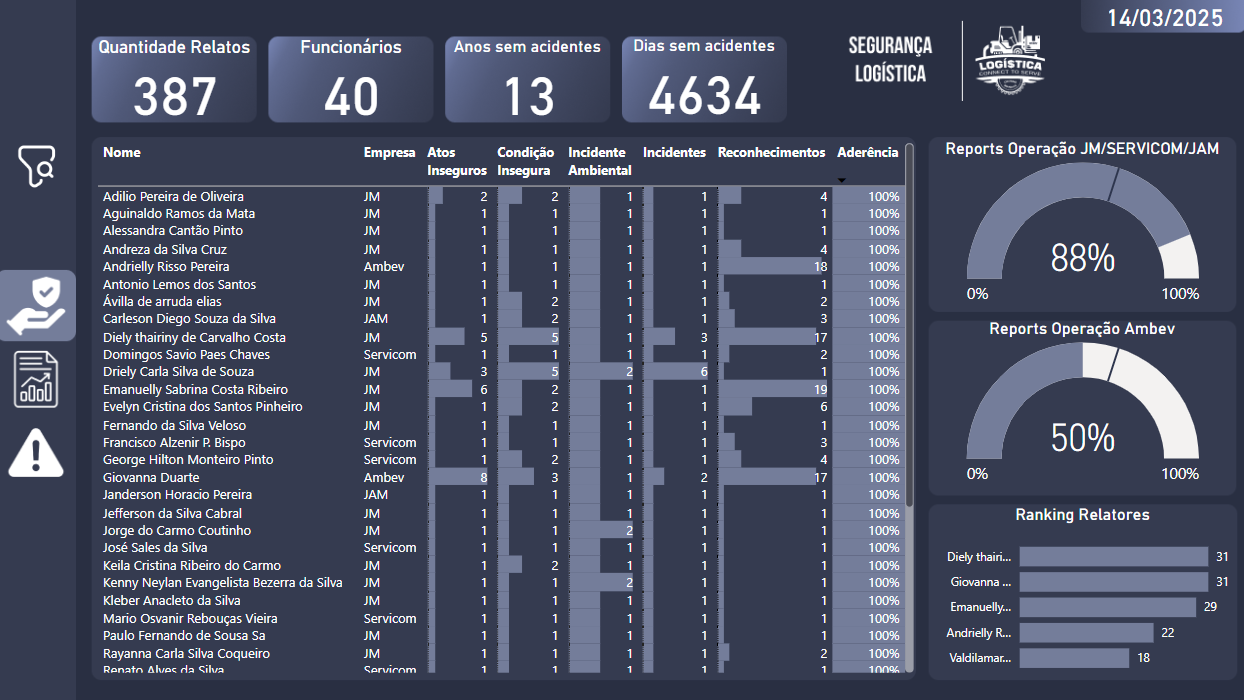 14/03/2025
Quantidade Relatos
387
Funcionários
40
Anos sem acidentes
13
Dias sem acidentes
4634
SEGURANÇA
LOGÍSTICA
LOGÍSTICA
CONNECT TO SERVE
Nome Empresa Atos Inseguros Condição Insegura Incidente Ambiental Incidentes Reconhecimentos Aderência
Adilio Pereira de Oliveira JM 2 2 1 1 4 100%
Aguinaldo Ramos da Mata JM 1 1 1 1 1 100%
Alessandra Cantão Pinto JM 1 1 1 1 1 100%
Andreza da Silva Cruz JM 1 1 1 1 4 100%
Andrielly Risso Pereira Ambev 1 1 1 1 18 100%
Antonio Lemos dos Santos JM 1 1 1 1 1 100%
Ávilla de arruda elias JM 1 2 1 1 2 100%
Carleson Diego Souza da Silva JAM 1 2 1 1 3 100%
Diely thairiny de Carvalho Costa JM 5 5 1 3 17 100%
Domingos Savio Paes Chaves Servicom 1 1 1 1 2 100%
Driely Carla Silva de Souza JM 3 5 2 6 1 100%
Emanuelly Sabrina Costa Ribeiro JM 6 2 1 1 19 100%
Evelyn Cristina dos Santos Pinheiro JM 1 2 1 1 6 100%
Fernando da Silva Veloso JM 1 1 1 1 1 100%
Francisco Alzenir P. Bispo Servicom 1 1 1 1 3 100%
George Hilton Monteiro Pinto Servicom 1 2 1 1 4 100%
Giovanna Duarte Ambev 8 3 1 2 17 100%
Janderson Horacio Pereira JAM 1 1 1 1 1 100%
Jefferson da Silva Cabral JM 1 1 1 1 1 100%
Jorge do Carmo Coutinho JM 1 1 2 1 1 100%
José Sales da Silva Servicom 1 1 1 1 1 100%
Keila Cristina Ribeiro do Carmo JM 1 2 1 1 1 100%
Kenny Neylan Evangelista Bezerra da Silva JM 1 1 2 1 1 100%
Kleber Anacleto da Silva JM 1 1 1 1 1 100%
Mario Osvanir Rebouças Vieira Servicom 1 1 1 1 1 100%
Paulo Fernando de Sousa Sa JM 1 1 1 1 1 100%
Rayanna Carla Silva Coqueiro JM 1 1 1 1 2 100%
Renato Alves da Silva Servicom 1 1 1 1 1 100%
Reports Operação JM/SERVICOM/JAM
88%
0% 100%
Reports Operação Ambev
50%
0% 100%
Ranking Relatores
Diely thairi... 31
Giovanna ... 31
Emanuelly... 29
Andrielly R... 22
Valdilamar... 18